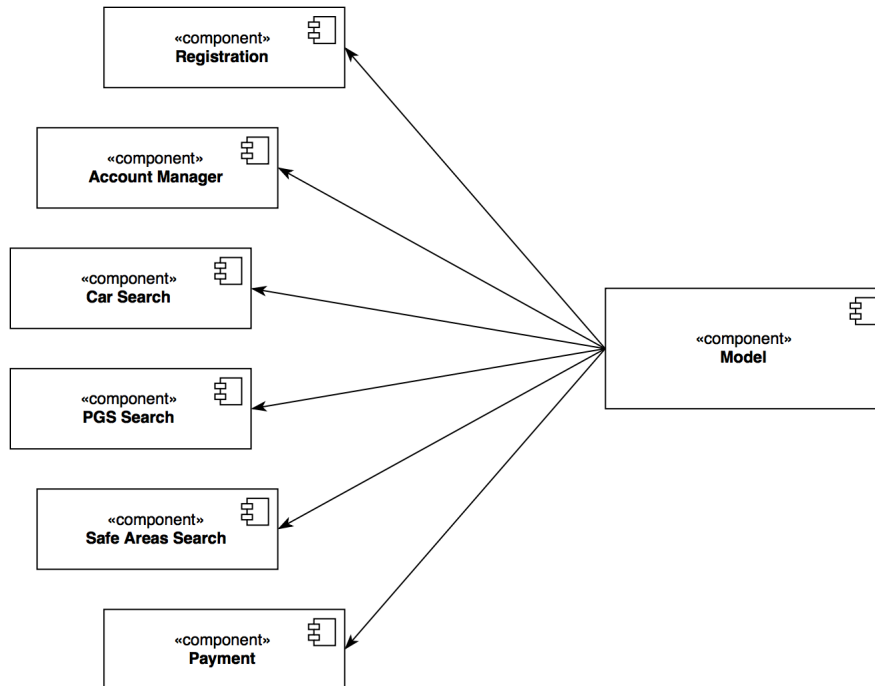 «component»
Registration
«component»
Account Manager
«component»
Car Search
«component»
PGS Search
«component»
Safe Areas Search
«component»
Payment
«component»
Model